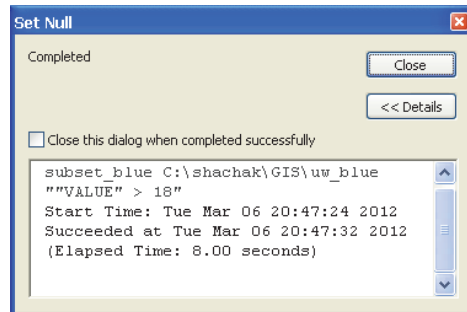 Set Null
Completed
Close
<< Details
Close this dialog when completed successfully
subset_blue C:\shachak\GIS\uw_blue
""VALUE" > 18"
Start Time: Tue Mar 06 20:47:24 2012
Succeeded at Tue Mar 06 20:47:32 2012
(Elapsed Time: 8.00 seconds)